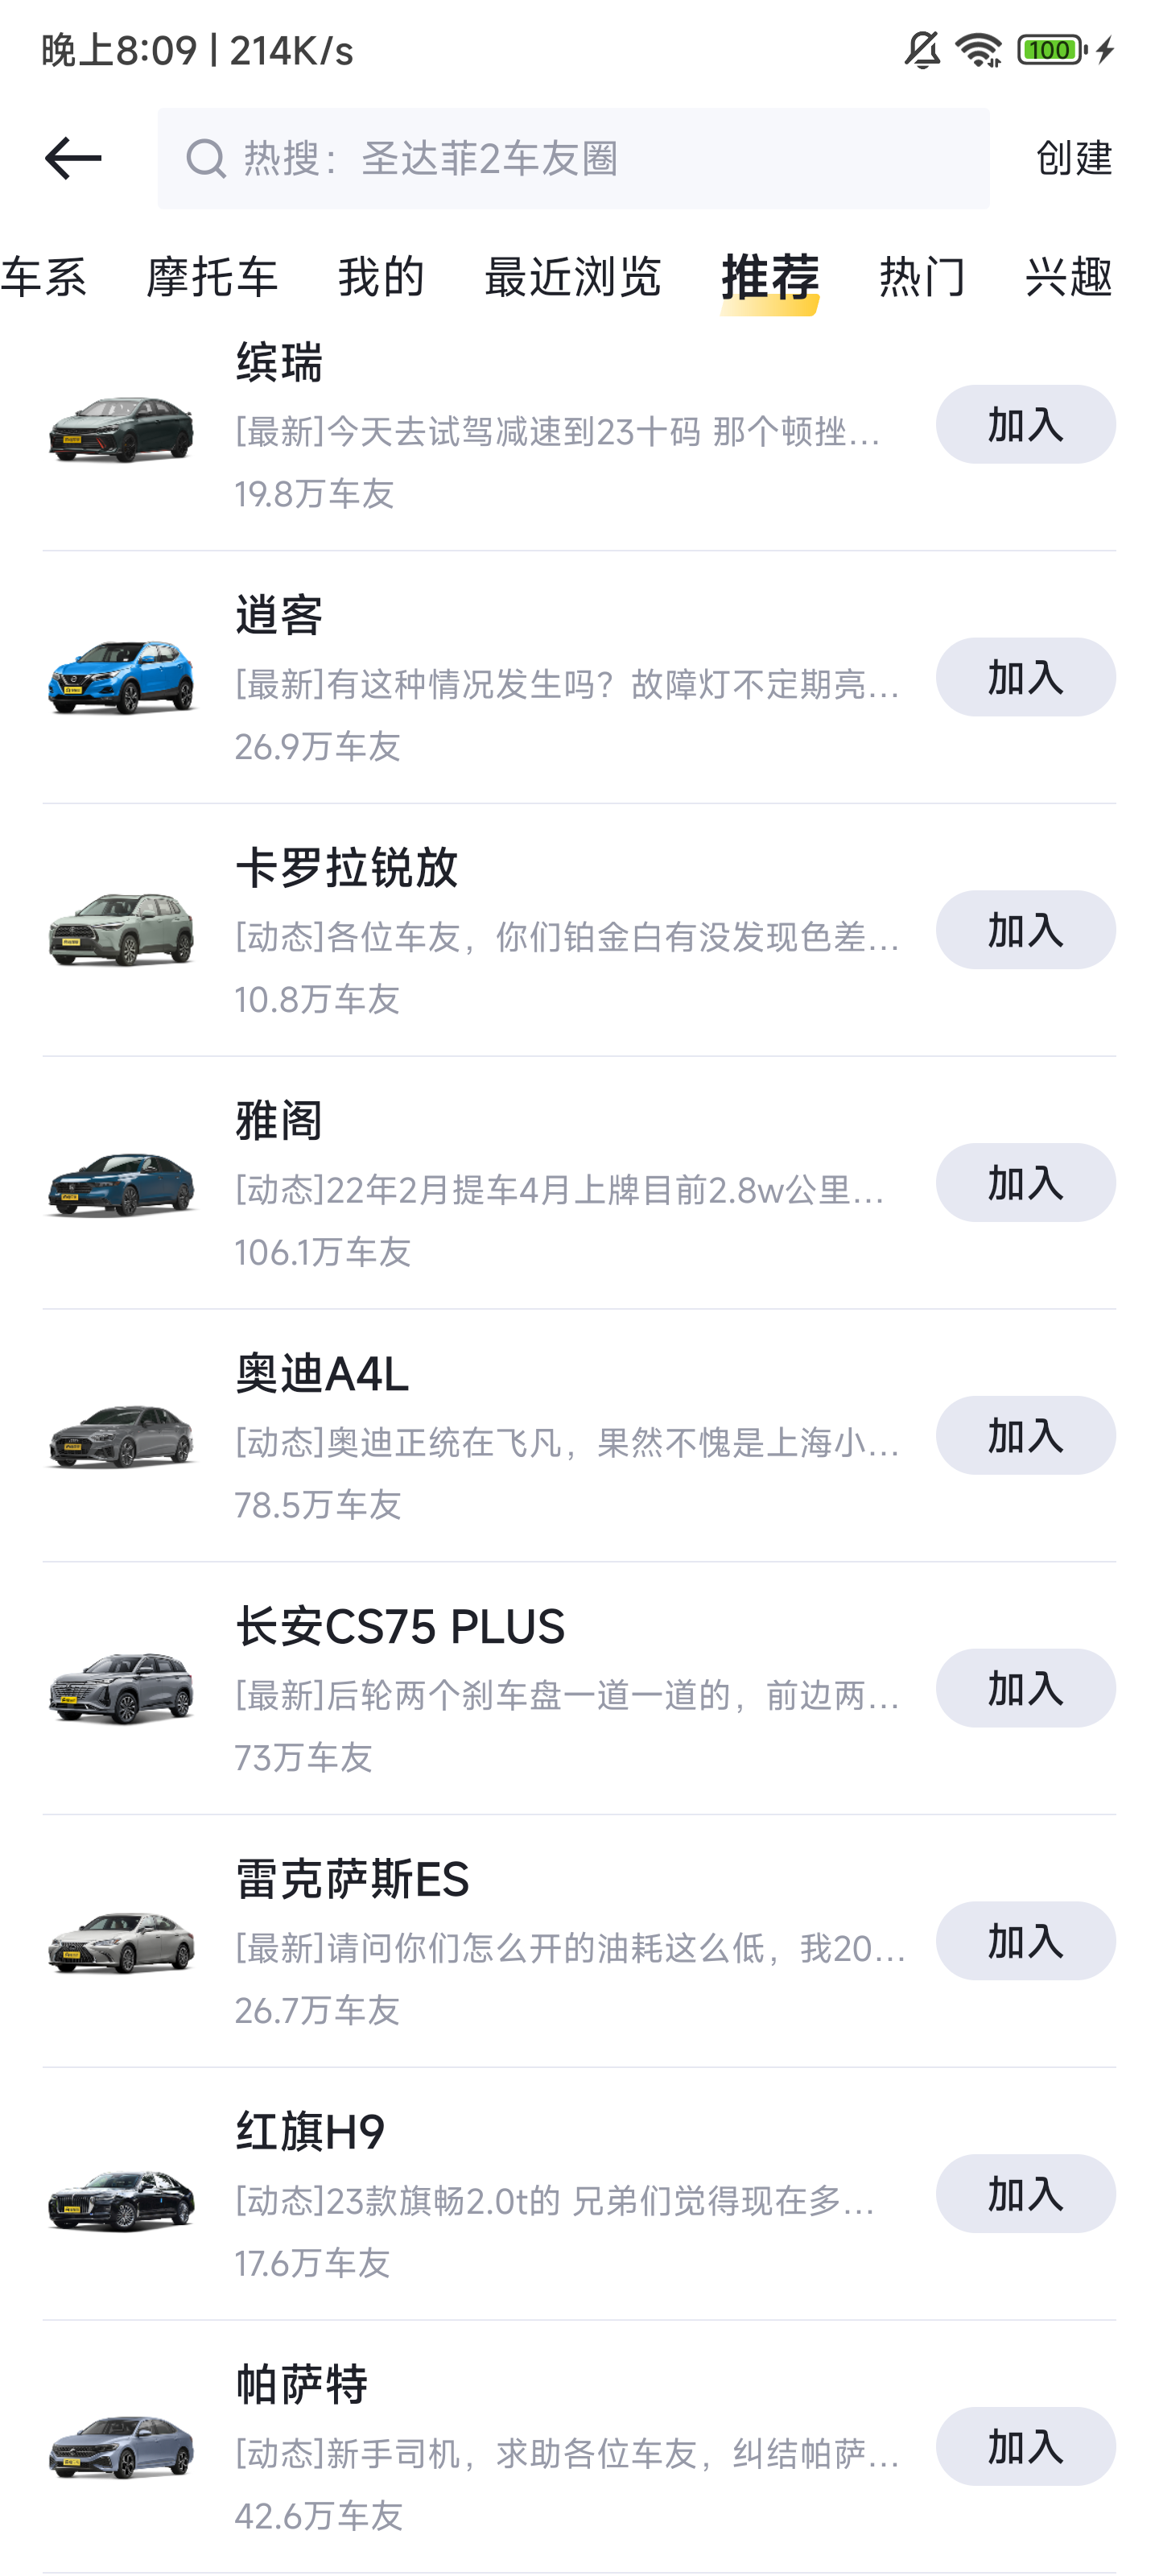 晚上8:09 | 214K/s
100
热搜：圣达菲2车友圈
创建
车系 摩托车 我的 最近浏览 推荐 热门 兴趣
缤瑞
[最新]今天去试驾减速到23十码 那个顿挫...
加入
19.8万车友
逍客
[最新]有这种情况发生吗？故障灯不定期亮...
加入
26.9万车友
卡罗拉锐放
[动态]各位车友，你们铂金白有没发现色差...
加入
10.8万车友
雅阁
[动态]22年2月提车4月上牌目前2.8w公里...
加入
106.1万车友
奥迪A4L
[动态]奥迪正统在飞凡，果然不愧是上海小...
加入
78.5万车友
长安CS75 PLUS
[最新]后轮两个刹车盘一道一道的，前边两...
加入
73万车友
雷克萨斯ES
[最新]请问你们怎么开的油耗这么低，我20...
加入
26.7万车友
红旗H9
[动态]23款旗畅2.0t的 兄弟们觉得现在多...
加入
17.6万车友
帕萨特
[动态]新手司机，求助各位车友，纠结帕萨...
加入
42.6万车友